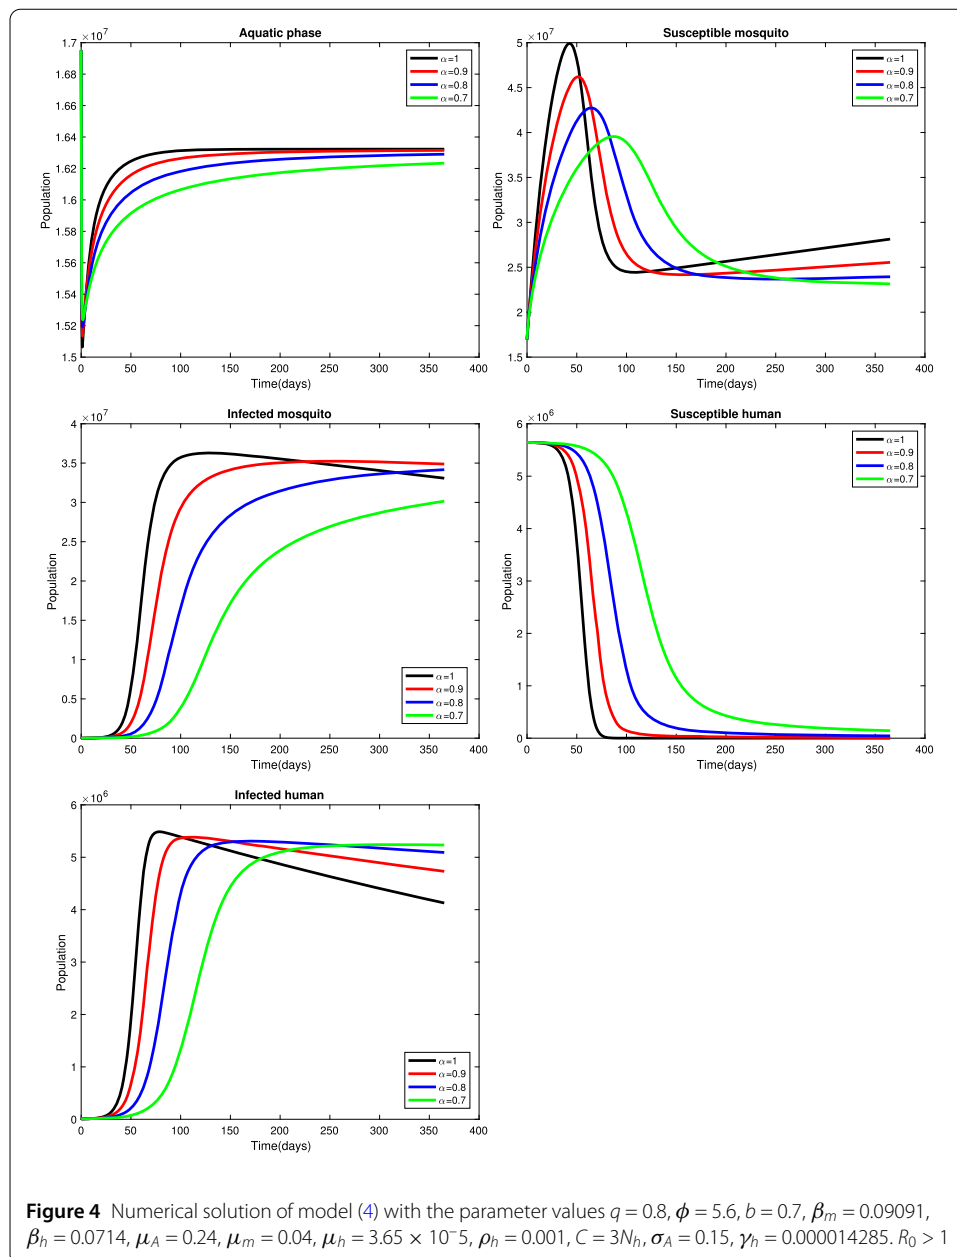 Aquatic phase
×10⁷
1.7
1.68
1.66
1.64
1.62
1.6
1.58
1.56
1.54
1.52
1.5
Population
0 50 100 150 200 250 300 350 400
Time(days)
α=1
α=0.9
α=0.8
α=0.7
Susceptible mosquito
×10⁷
5
4.5
4
3.5
3
2.5
2
1.5
Population
0 50 100 150 200 250 300 350 400
Time(days)
α=1
α=0.9
α=0.8
α=0.7
Infected mosquito
×10⁷
4
3.5
3
2.5
2
1.5
1
0.5
0
Population
0 50 100 150 200 250 300 350 400
Time(days)
α=1
α=0.9
α=0.8
α=0.7
Susceptible human
×10⁶
6
5
4
3
2
1
0
Population
0 50 100 150 200 250 300 350 400
Time(days)
α=1
α=0.9
α=0.8
α=0.7
Infected human
×10⁶
6
5
4
3
2
1
0
Population
0 50 100 150 200 250 300 350 400
Time(days)
α=1
α=0.9
α=0.8
α=0.7
Figure 4 Numerical solution of model (4) with the parameter values q = 0.8, ϕ = 5.6, b = 0.7, βm = 0.09091,
βh = 0.0714, μA = 0.24, μm = 0.04, μh = 3.65 × 10⁻⁵, ρh = 0.001, C = 3Nh, σA = 0.15, γh = 0.000014285. R₀ > 1